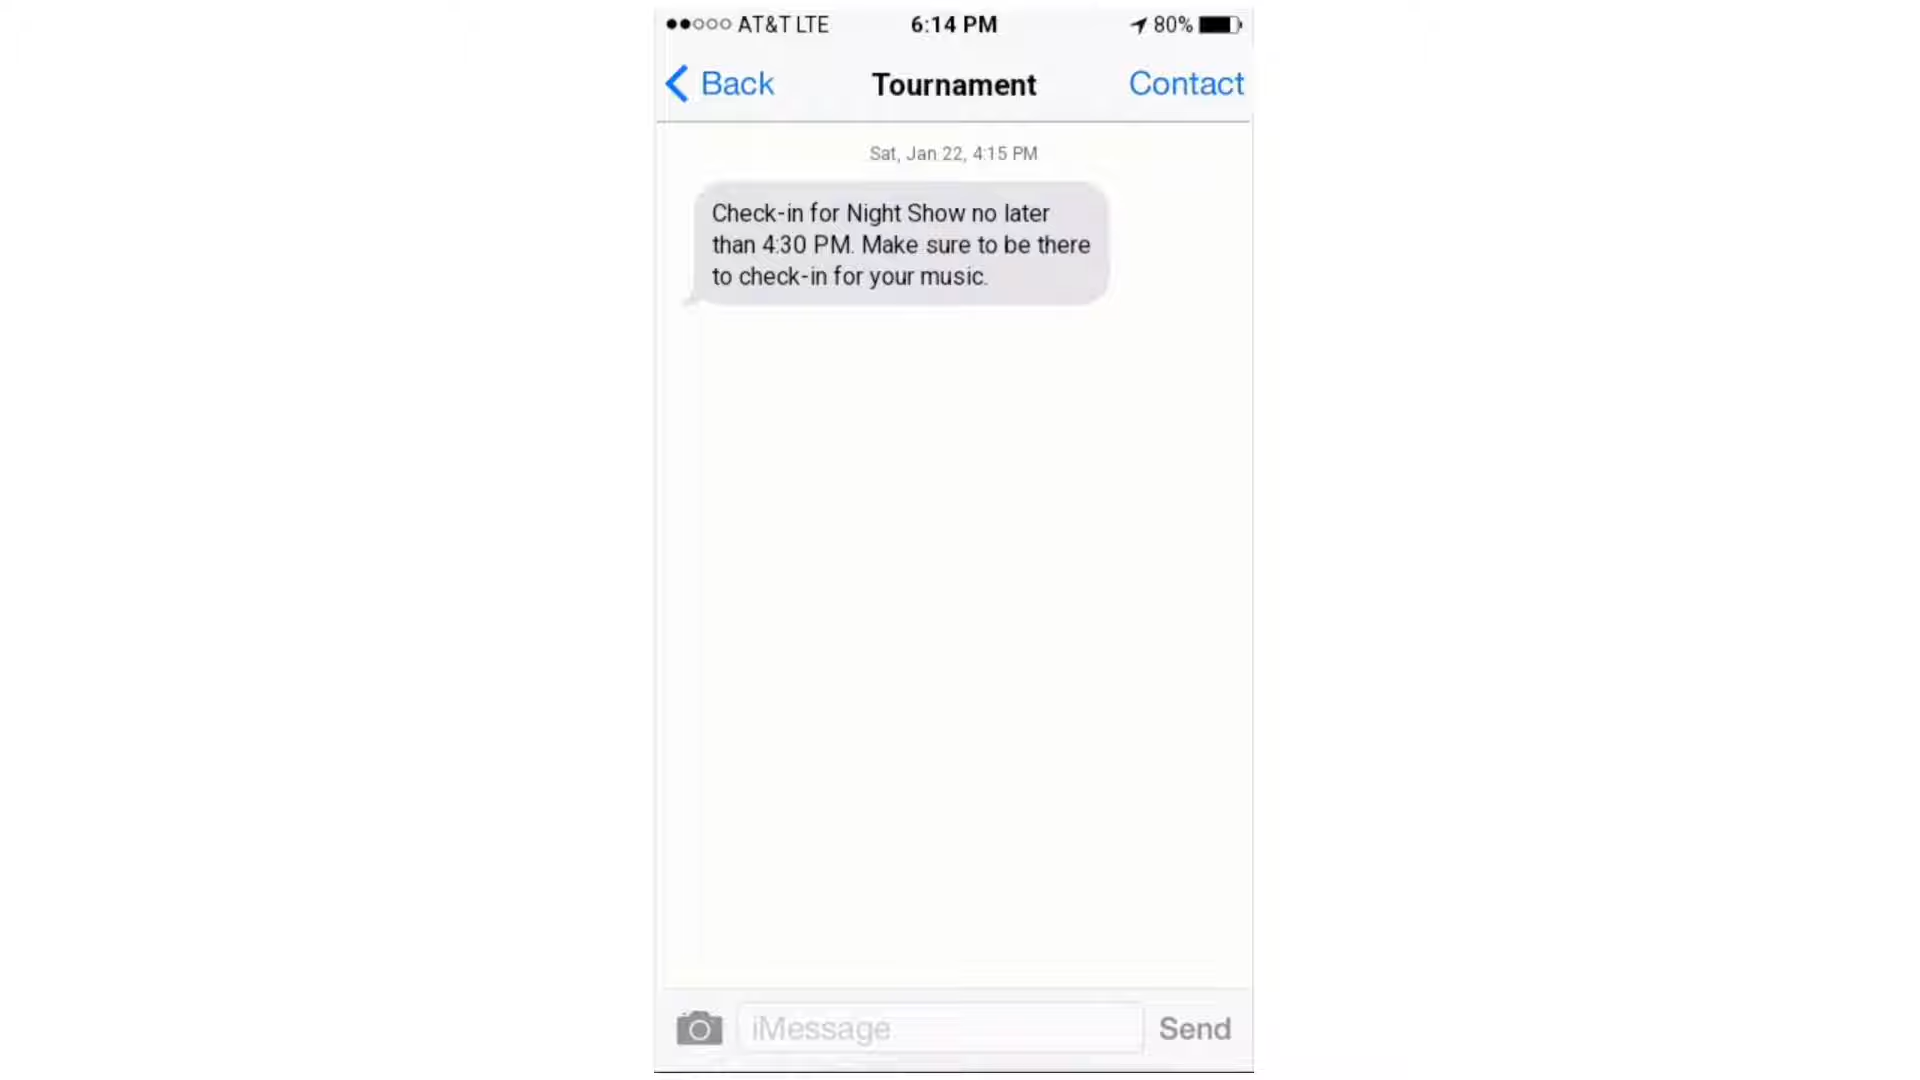 AT&T LTE 6:14 PM 80%
Back Tournament Contact
Sat, Jan 22, 4:15 PM
Check-in for Night Show no later
than 4:30 PM. Make sure to be there
to check-in for your music.
iMessage Send